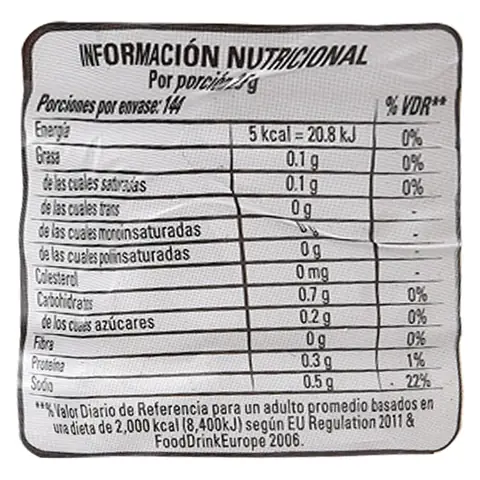 INFORMACIÓN NUTRICIONAL
Por porción g
Porciones por envase: 144
% VDR**
Energía 5 kcal = 20.8 kJ 0%
Grasa 0.1 g 0%
de las cuales saturadas 0.1 g 0%
de las cuales trans 0 g -
de las cuales monoinsaturadas g -
de las cuales poliinsaturadas 0 g -
Colesterol 0 mg -
Carbohidratos 0.7 g 0%
de los cuales azúcares 0.2 g 0%
Fibra 0 g 0%
Proteína 0.3 g 1%
Sodio 0.5 g 22%
**% Valor Diario de Referencia para un adulto promedio basados en
una dieta de 2,000 kcal (8,400kJ) según EU Regulation 2011 &
FoodDrinkEurope 2006.